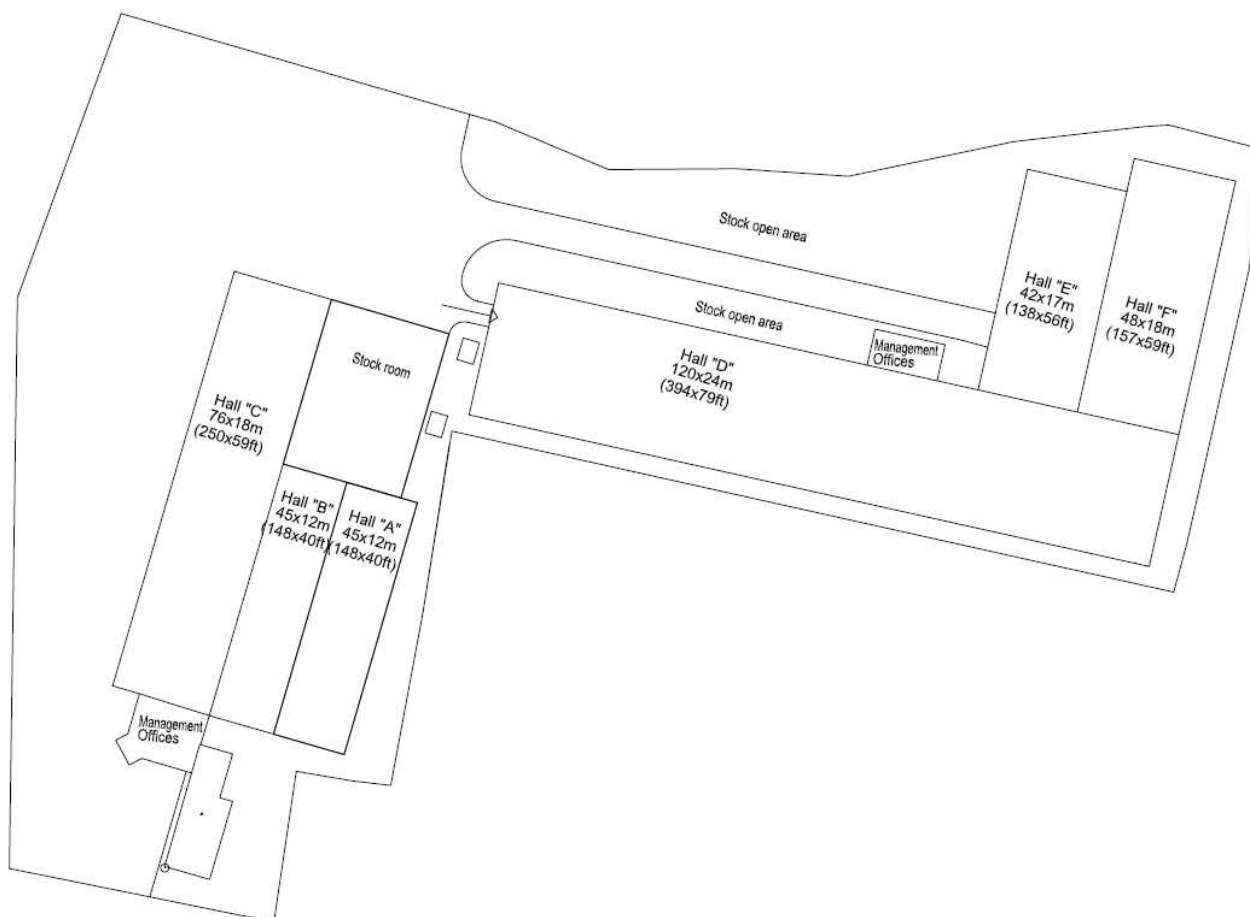 Stock open area
Hall "E"
42x17m
(138x56ft)
Hall "F"
48x18m
(157x59ft)
Stock open area
Management
Offices
Hall "D"
120x24m
(394x79ft)
Stock room
Hall "C"
76x18m
(250x59ft)
Hall "B"
45x12m
(148x40ft)
Hall "A"
45x12m
(148x40ft)
Management
Offices